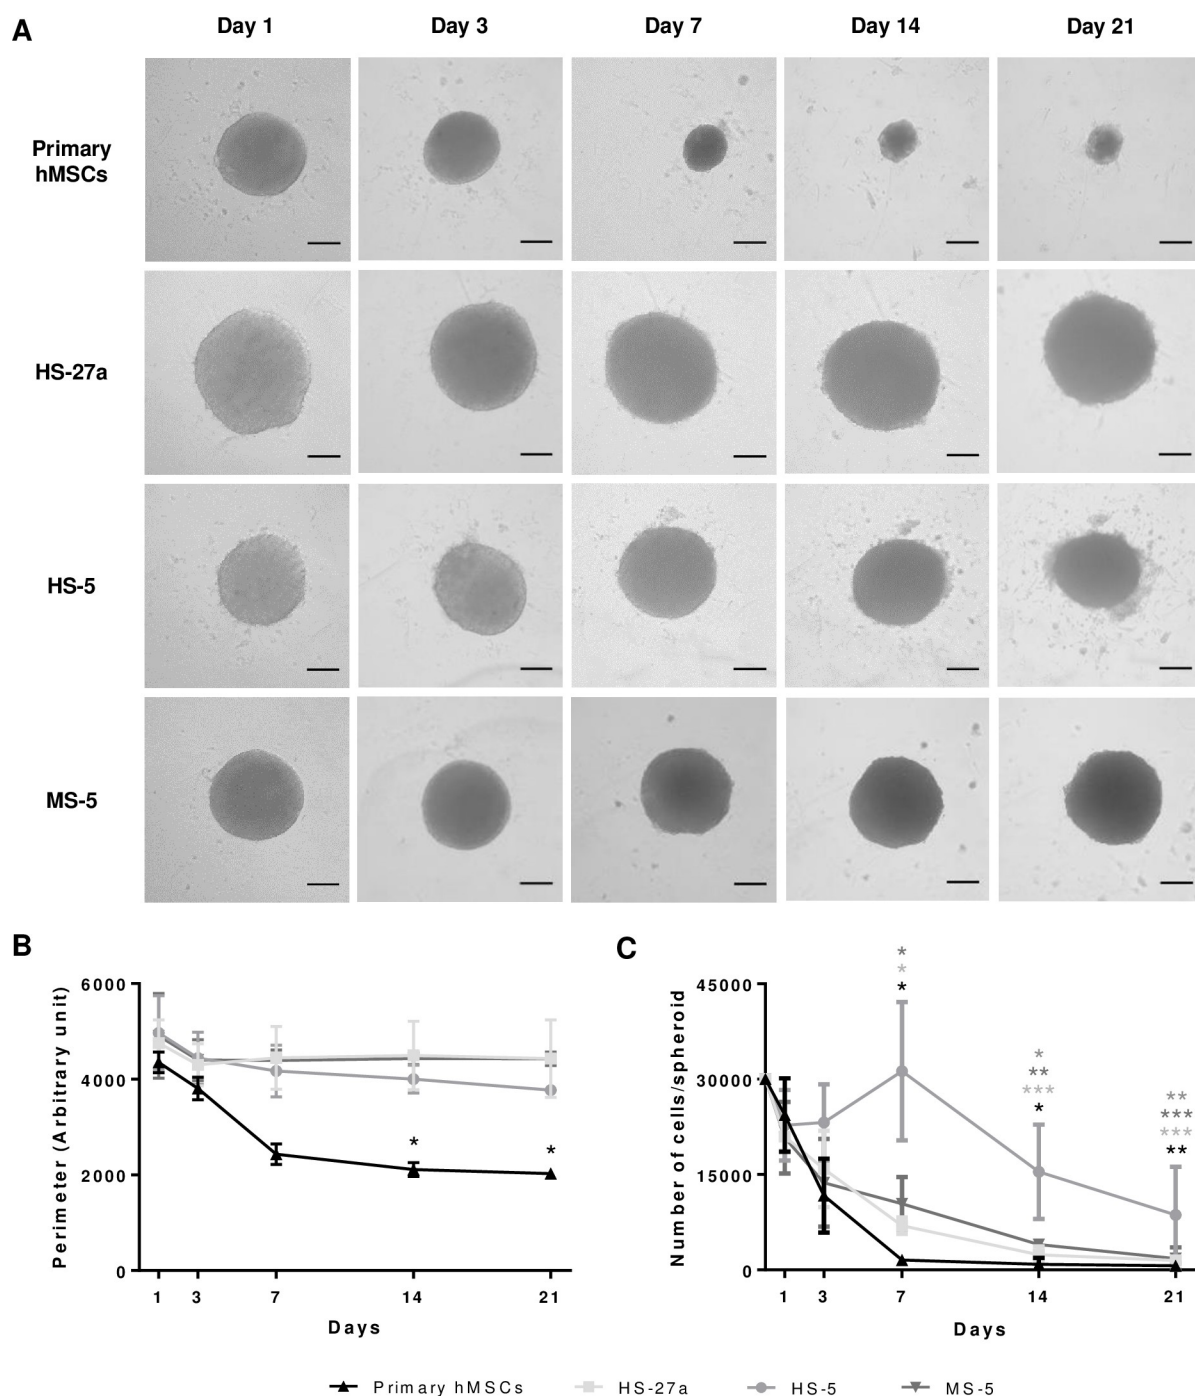 A
Day 1
Day 3
Day 7
Day 14
Day 21
Primary
hMSCs
HS-27a
HS-5
MS-5
B
Perimeter (Arbitrary unit)
6000
4000
2000
0
*
*
1
3
7
14
21
Days
C
Number of cells/spheroid
45000
30000
15000
0
*
*
*
*
**
***
*
**
***
***
**
1
3
7
14
21
Days
Primary hMSCs
HS-27a
HS-5
MS-5